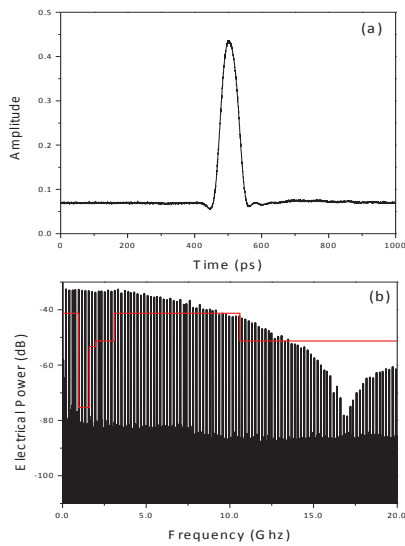 (a)
0.5
0.4
0.3
0.2
0.1
0.0
Amplitude
0 200 400 600 800 1000
Time (ps)
(b)
-40
-60
-80
-100
Electrical Power (dB)
0.0 5.0 10.0 15.0 20.0
Frequency (Ghz)